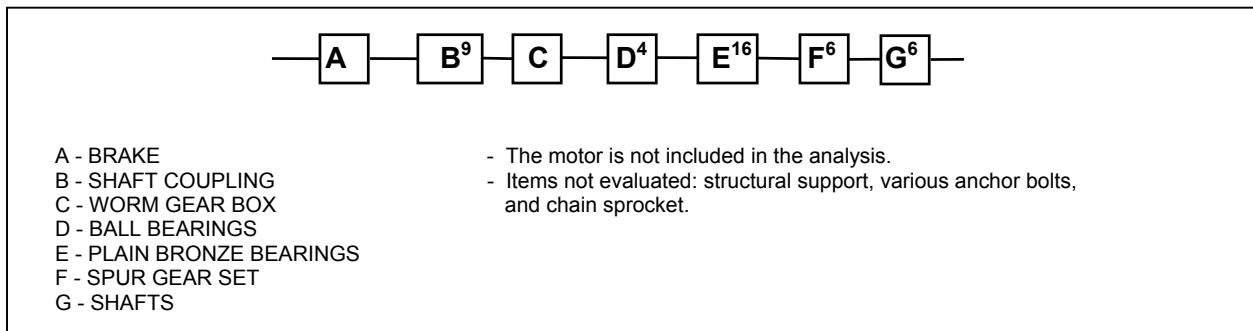 A B⁹ C D⁴ E¹⁶ F⁶ G⁶
A - BRAKE
B - SHAFT COUPLING
C - WORM GEAR BOX
D - BALL BEARINGS
E - PLAIN BRONZE BEARINGS
F - SPUR GEAR SET
G - SHAFTS
- The motor is not included in the analysis.
- Items not evaluated: structural support, various anchor bolts,
and chain sprocket.